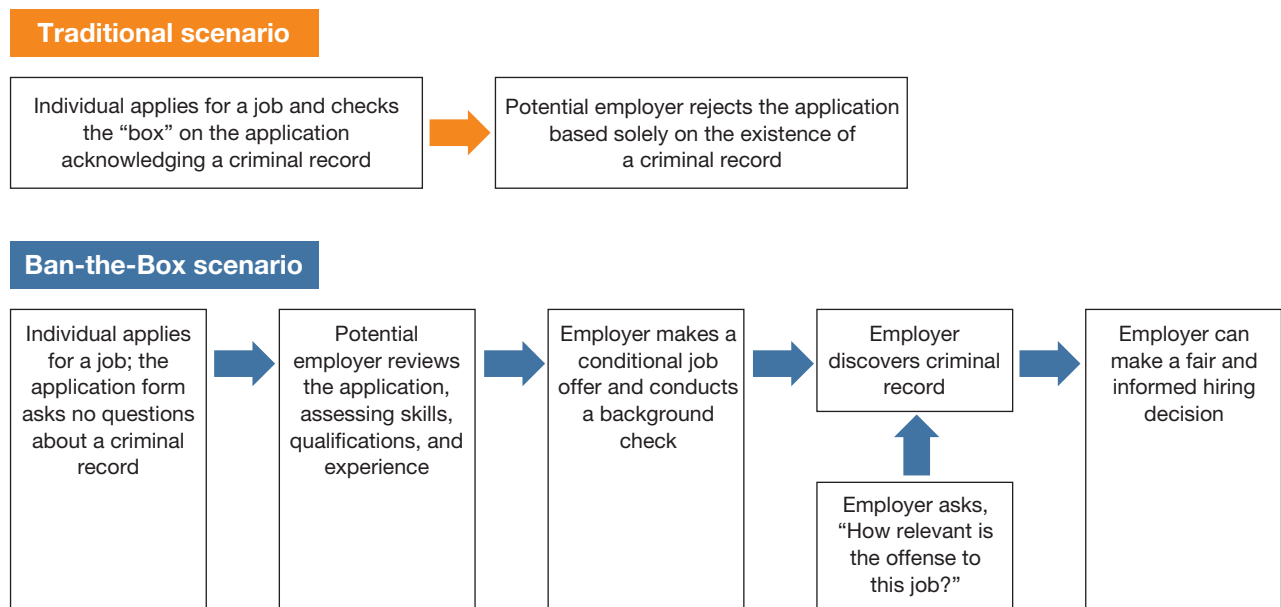 Traditional scenario
Individual applies for a job and checks
the “box” on the application
acknowledging a criminal record
Potential employer rejects the application
based solely on the existence of
a criminal record
Ban-the-Box scenario
Individual applies
for a job; the
application form
asks no questions
about a criminal
record
Potential
employer reviews
the application,
assessing skills,
qualifications, and
experience
Employer makes a
conditional job
offer and conducts
a background
check
Employer
discovers criminal
record
Employer asks,
“How relevant is
the offense to
this job?”
Employer can
make a fair and
informed hiring
decision